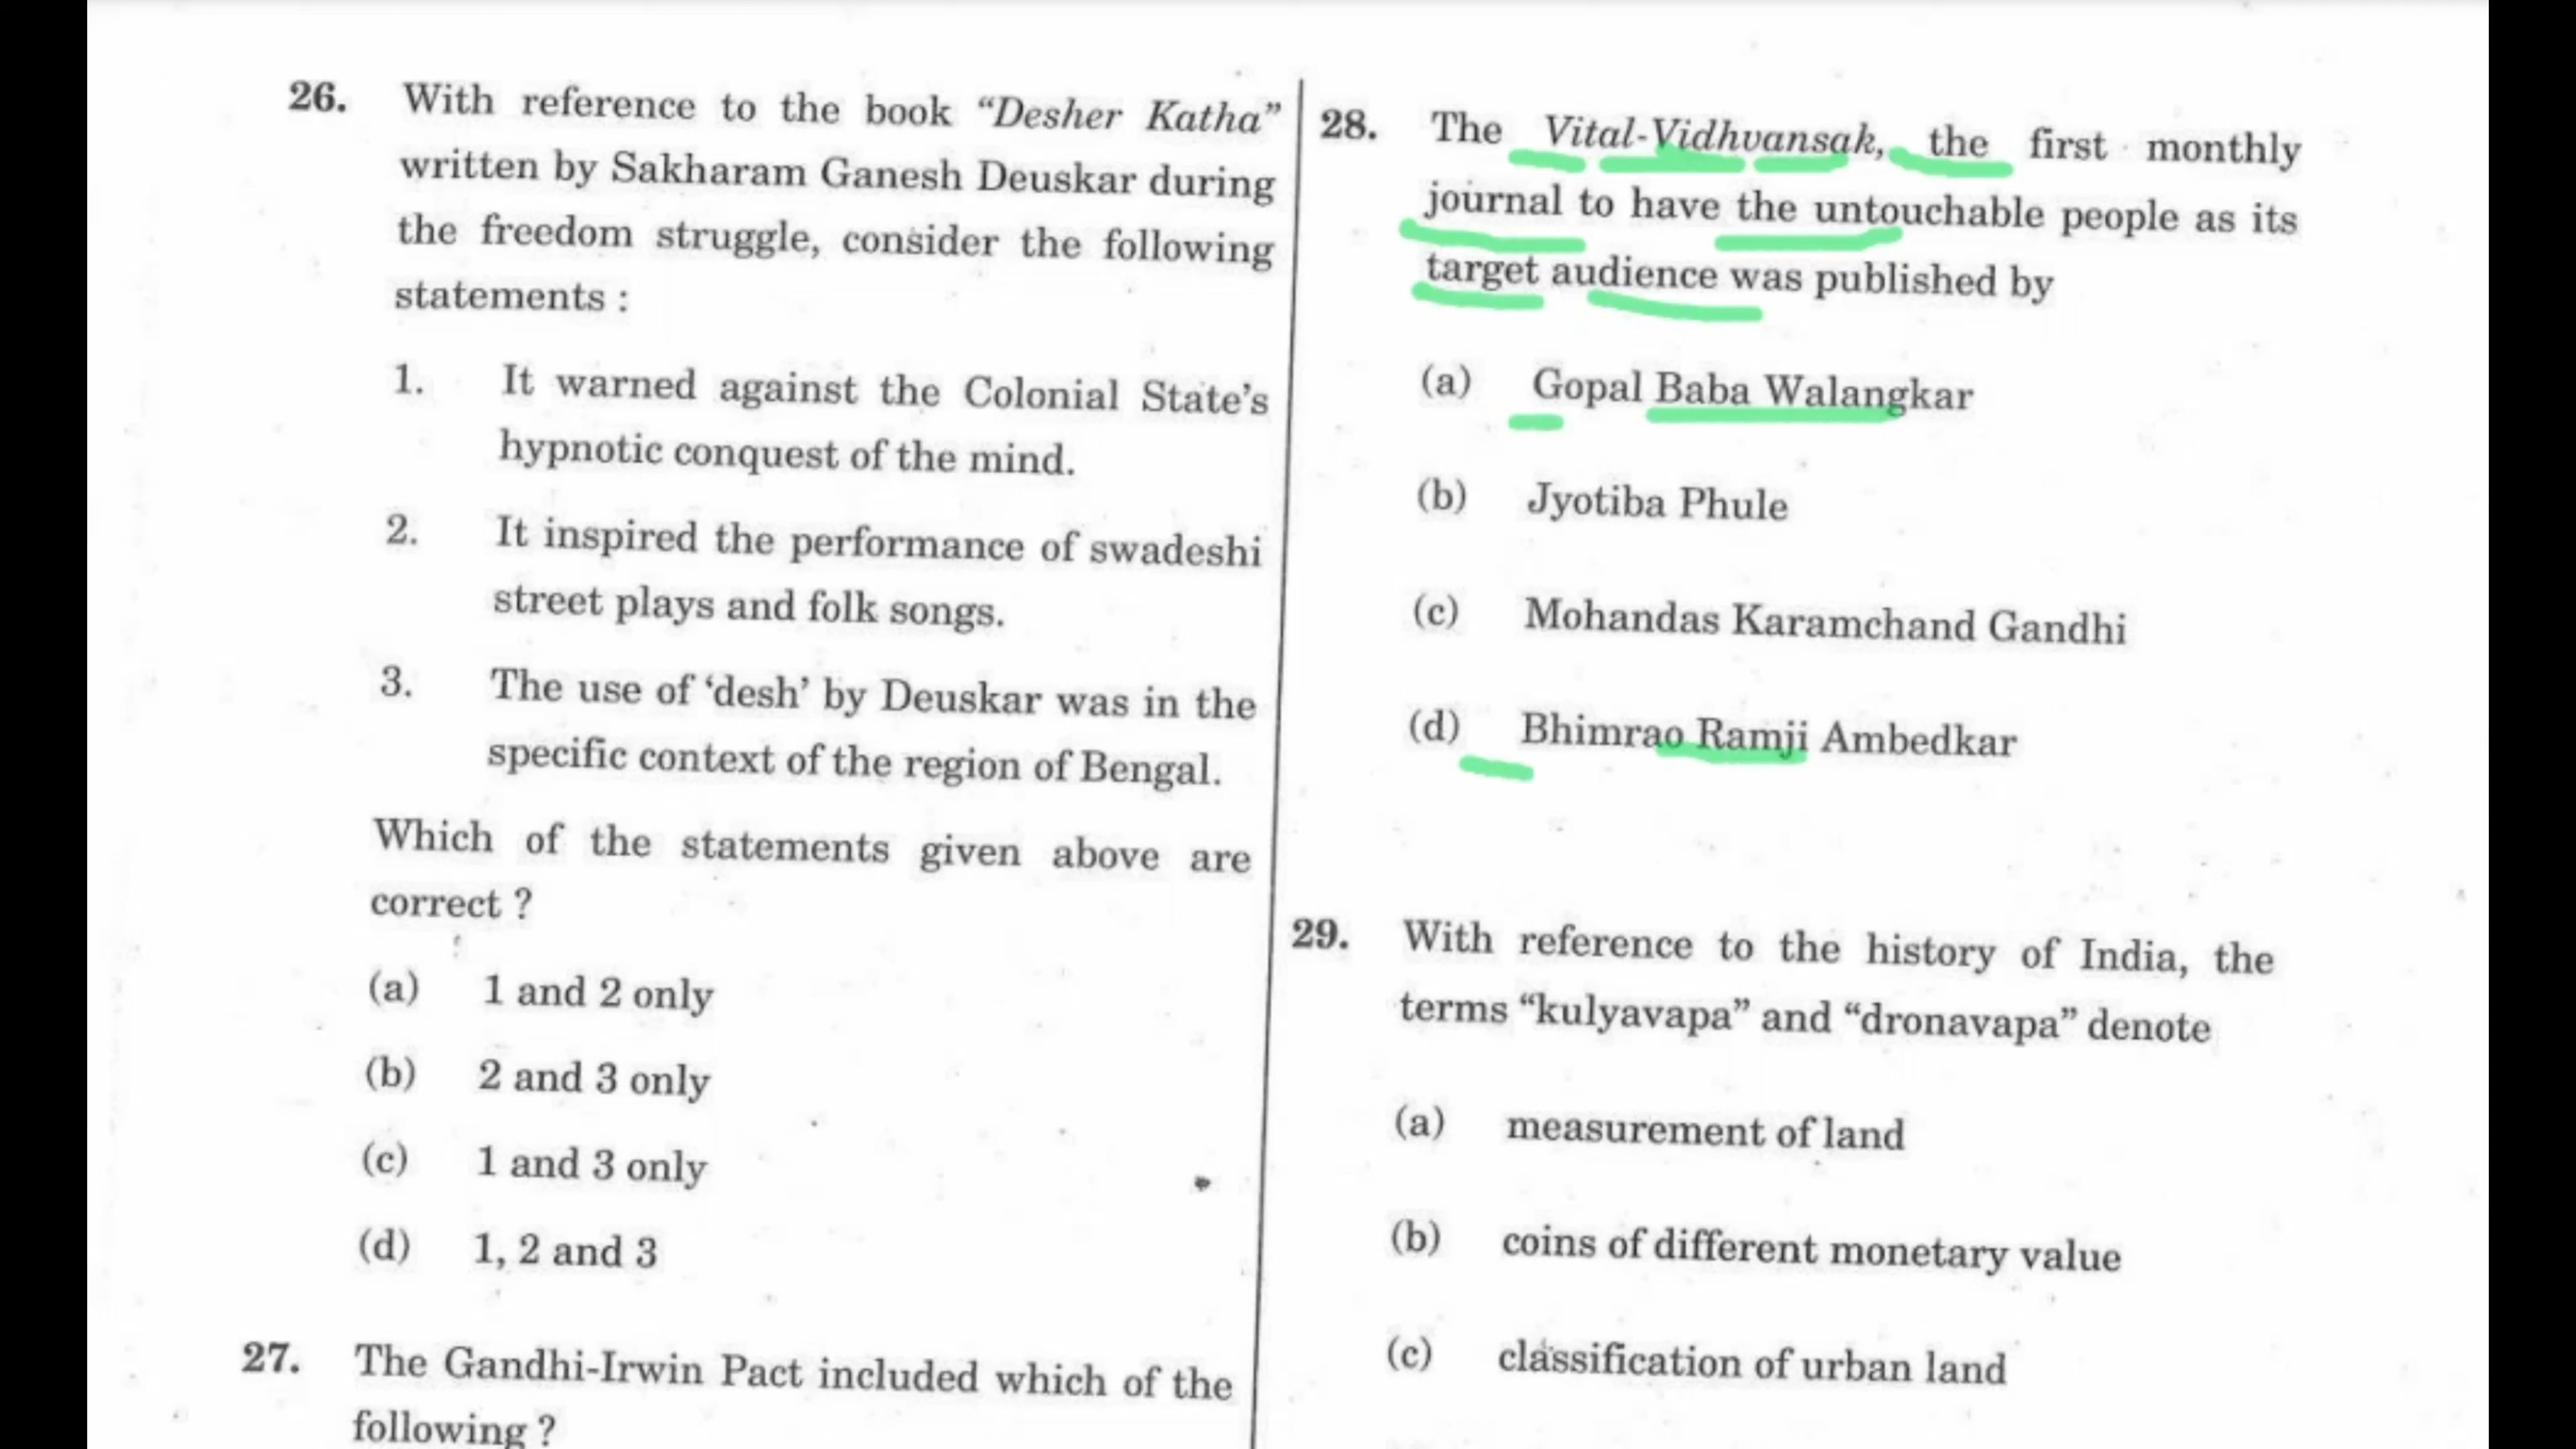 26. With reference to the book “Desher Katha”
written by Sakharam Ganesh Deuskar during
the freedom struggle, consider the following
statements :
1. It warned against the Colonial State’s
hypnotic conquest of the mind.
2. It inspired the performance of swadeshi
street plays and folk songs.
3. The use of ‘desh’ by Deuskar was in the
specific context of the region of Bengal.
Which of the statements given above are
correct ?
(a) 1 and 2 only
(b) 2 and 3 only
(c) 1 and 3 only
(d) 1, 2 and 3
27. The Gandhi-Irwin Pact included which of the
following ?
28. The Vital-Vidhvansak, the first monthly
journal to have the untouchable people as its
target audience was published by
(a) Gopal Baba Walangkar
(b) Jyotiba Phule
(c) Mohandas Karamchand Gandhi
(d) Bhimrao Ramji Ambedkar
29. With reference to the history of India, the
terms “kulyavapa” and “dronavapa” denote
(a) measurement of land
(b) coins of different monetary value
(c) classification of urban land